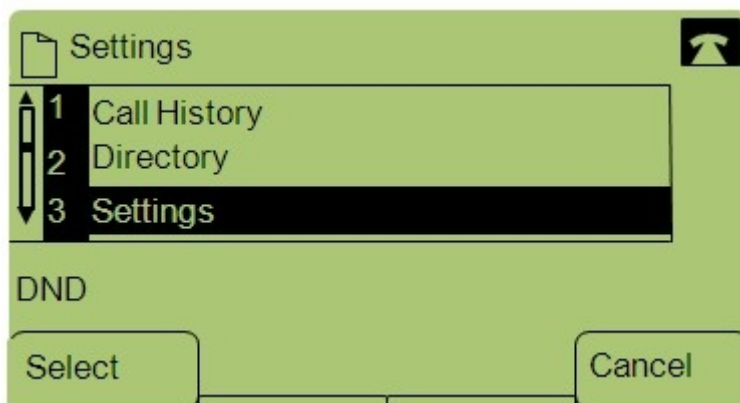 Settings
1 Call History
2 Directory
3 Settings
DND
Select Cancel